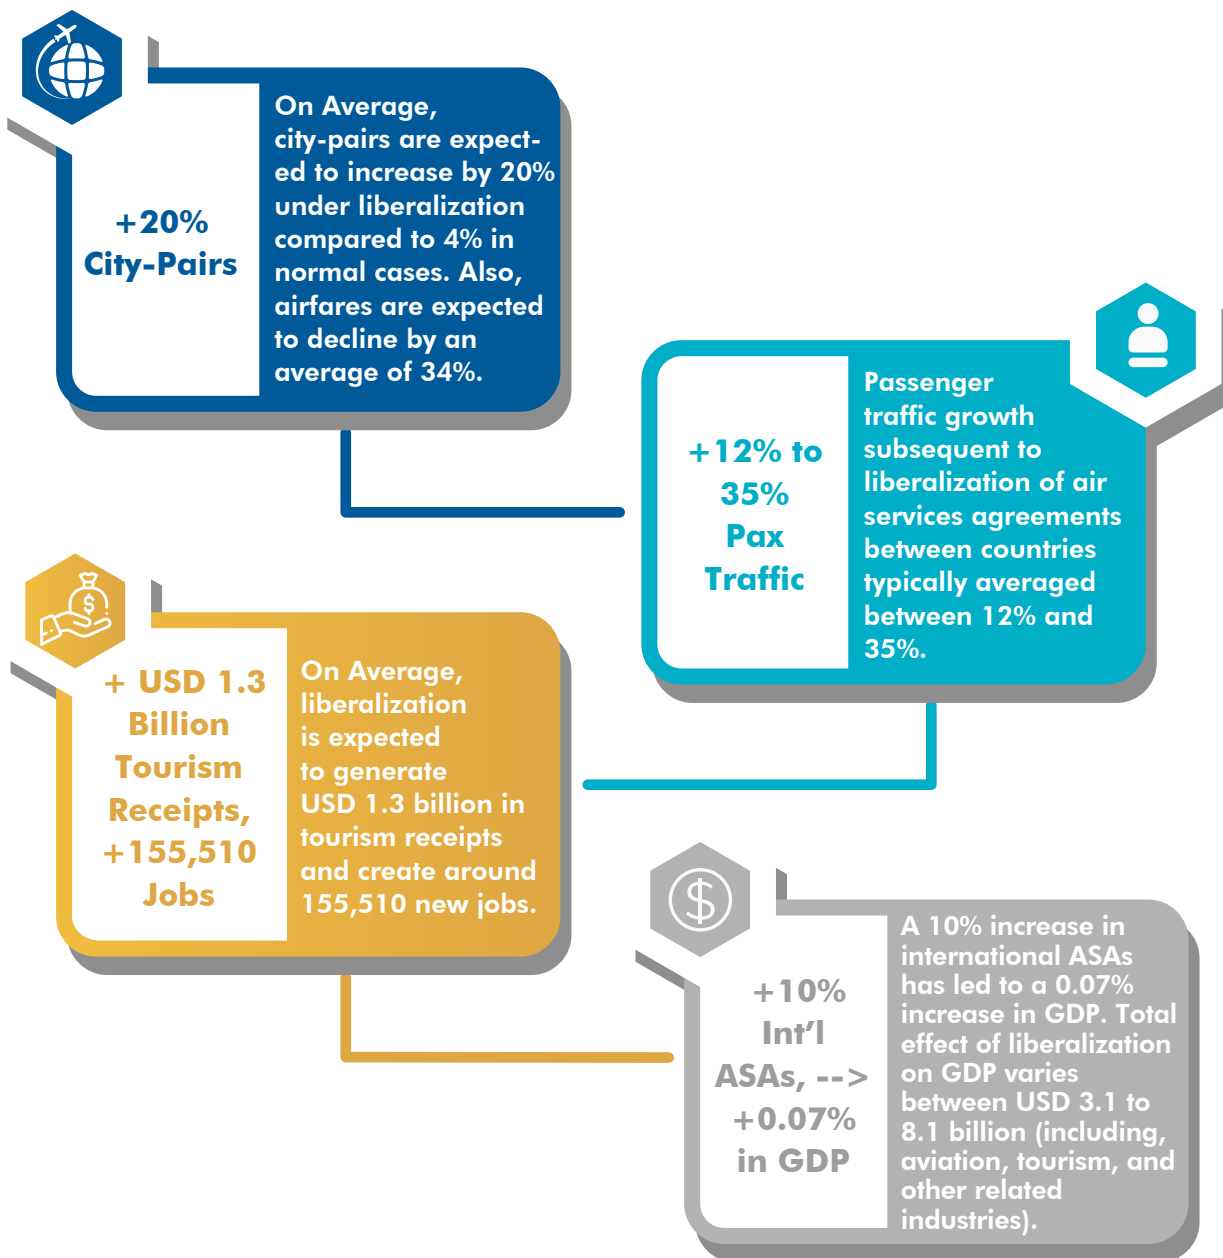 +20%
City-Pairs
On Average,
city-pairs are expect-
ed to increase by 20%
under liberalization
compared to 4% in
normal cases. Also,
airfares are expected
to decline by an
average of 34%.
+12% to
35%
Pax
Traffic
Passenger
traffic growth
subsequent to
liberalization of air
services agreements
between countries
typically averaged
between 12% and
35%.
+ USD 1.3
Billion
Tourism
Receipts,
+155,510
Jobs
On Average,
liberalization
is expected
to generate
USD 1.3 billion in
tourism receipts
and create around
155,510 new jobs.
+10%
Int’l
ASAs, -->
+0.07%
in GDP
A 10% increase in
international ASAs
has led to a 0.07%
increase in GDP. Total
effect of liberalization
on GDP varies
between USD 3.1 to
8.1 billion (including,
aviation, tourism, and
other related
industries).